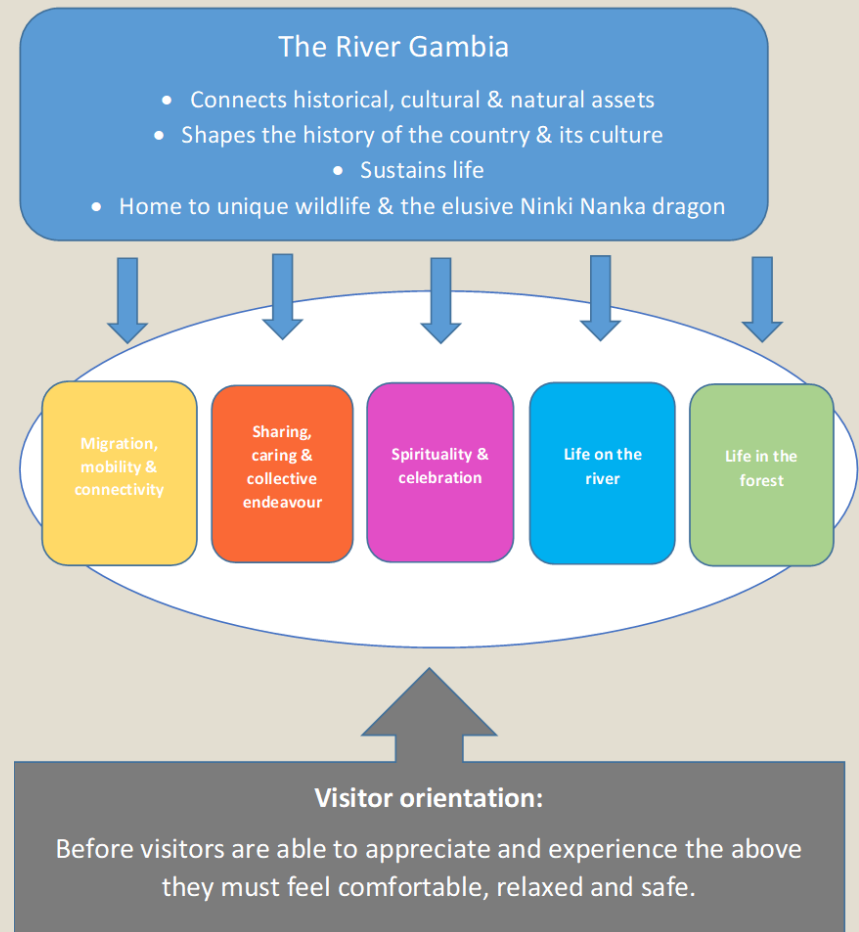 The River Gambia
• Connects historical, cultural & natural assets
• Shapes the history of the country & its culture
• Sustains life
• Home to unique wildlife & the elusive Ninki Nanka dragon
Migration,
mobility &
connectivity
Sharing,
caring &
collective
endeavour
Spirituality &
celebration
Life on the
river
Life in the
forest
Visitor orientation:
Before visitors are able to appreciate and experience the above
they must feel comfortable, relaxed and safe.